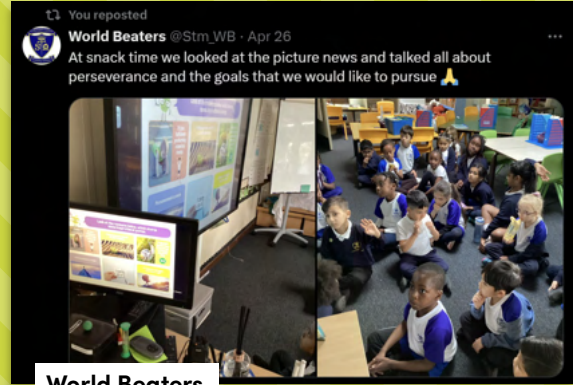 You reposted
World Beaters @Stm_WB · Apr 26
At snack time we looked at the picture news and talked all about
perseverance and the goals that we would like to pursue 🙏
World Beaters